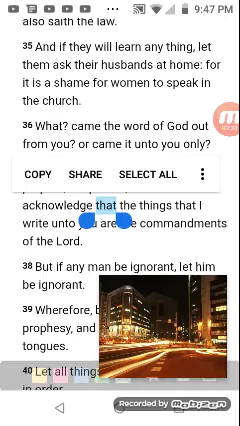 9:47 PM
also saith the law.
35 And if they will learn any thing, let
them ask their husbands at home: for
it is a shame for women to speak in
the church.
36 What? came the word of God out
from you? or came it unto you only?
COPY SHARE SELECT ALL
acknowledge that the things that I
write unto you are the commandments
of the Lord.
38 But if any man be ignorant, let him
be ignorant.
39 Wherefore,
prophesy, and
tongues.
40 Let all things
in order.
Recorded by Mobizen